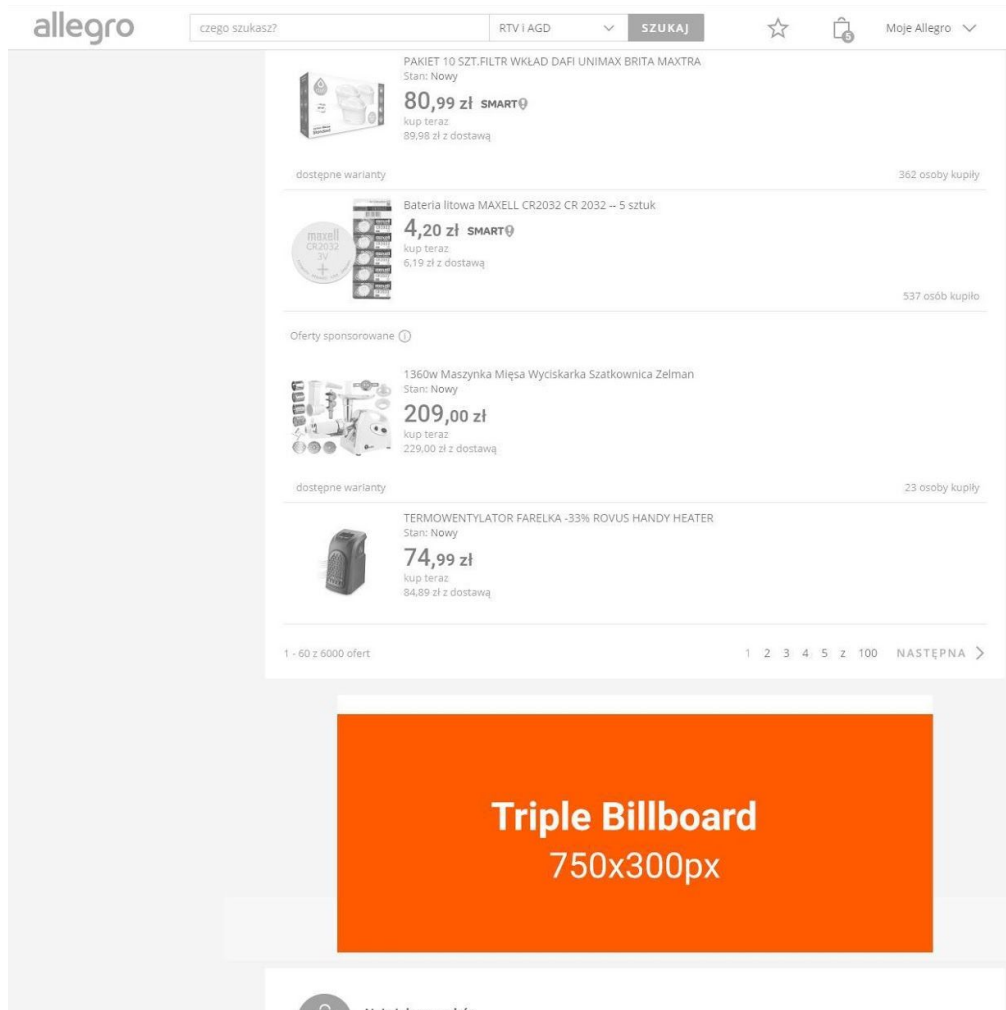 allegro
czego szukasz?
RTV i AGD
SZUKAJ
5
Moje Allegro
PAKIET 10 SZT.FILTR WKŁAD DAFI UNIMAX BRITA MAXTRA
Stan: Nowy
80,99 zł SMART
kup teraz
89,98 zł z dostawą
dostępne warianty
362 osoby kupiły
Bateria litowa MAXELL CR2032 CR 2032 -- 5 sztuk
maxell
CR2032
3V
+
4,20 zł SMART
kup teraz
6,19 zł z dostawą
537 osób kupiło
Oferty sponsorowane
1360w Maszynka Mięsa Wyciskarka Szatkownica Zelman
Stan: Nowy
209,00 zł
kup teraz
229,00 zł z dostawą
dostępne warianty
23 osoby kupiły
TERMOWENTYLATOR FARELKA -33% ROVUS HANDY HEATER
Stan: Nowy
74,99 zł
kup teraz
84,89 zł z dostawą
1 - 60 z 6000 ofert
1 2 3 4 5 z 100 NASTĘPNA
Triple Billboard
750x300px